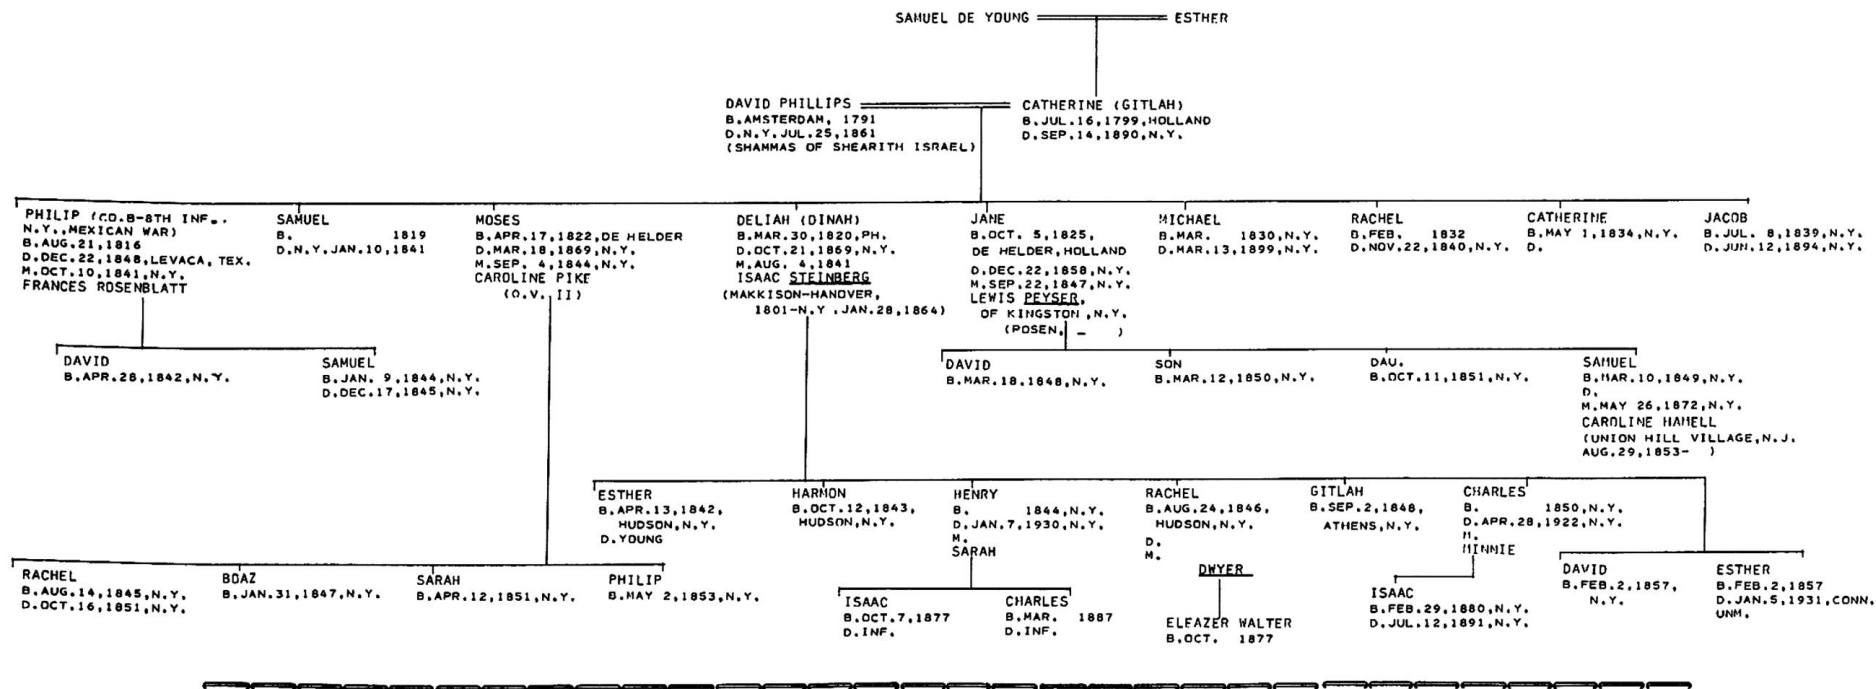 SAMUEL DE YOUNG ESTHER
DAVID PHILLIPS
B.AMSTERDAM, 1791
D.N.Y.JUL.25,1861
(SHAMMAS OF SHEARITH ISRAEL)
CATHERINE (GITLAH)
B.JUL.16,1799,HOLLAND
D.SEP.14,1890,N.Y.
PHILIP (CO.B-8TH INF.,
N.Y.,MEXICAN WAR)
B.AUG.21,1816
D.DEC.22,1848,LEVACA, TEX.
M.OCT.10,1841,N.Y.
FRANCES ROSENBLATT
SAMUEL
B. 1819
D.N.Y.JAN.10,1841
MOSES
B.APR.17,1822,DE HELDER
D.MAR.18,1869,N.Y.
M.SEP. 4,1844,N.Y.
CAROLINE PIKE
(Q.V. II)
DELIAH (DINAH)
B.MAR.30,1820,PH.
D.OCT.21,1869,N.Y.
M.AUG. 4,1841
ISAAC STEINBERG
(MAKKISON-HANOVER,
1801-N.Y.JAN.28,1864)
JANE
B.OCT. 5,1825,
DE HELDER,HOLLAND
D.DEC.22,1858,N.Y.
M.SEP.22,1847,N.Y.
LEWIS PEYSER,
OF KINGSTON,N.Y.
(POSEN, - )
MICHAEL
B.MAR. 1830,N.Y.
D.MAR.13,1899,N.Y.
RACHEL
B.FEB. 1832
D.NOV.22,1840,N.Y.
CATHERINE
B.MAY 1,1834,N.Y.
D.
JACOB
B.JUL. 8,1839,N.Y.
D.JUN.12,1894,N.Y.
DAVID
B.APR.28,1842,N.Y.
SAMUEL
B.JAN. 9,1844,N.Y.
D.DEC.17,1845,N.Y.
DAVID
B.MAR.18.1848,N.Y.
SON
B.MAR.12,1850,N.Y.
DAU.
B.OCT.11,1851,N.Y.
SAMUEL
B.MAR.10,1849,N.Y.
D.
M.MAY 26,1872,N.Y.
CAROLINE HAMELL
(UNION HILL VILLAGE,N.J.
AUG.29,1853- )
ESTHER
B.APR.13,1842,
HUDSON,N.Y.
D.YOUNG
HARMON
B.OCT.12,1843,
HUDSON,N.Y.
HENRY
B. 1844,N.Y.
D.JAN.7,1930,N.Y.
M.
SARAH
RACHEL
B.AUG.24,1846,
HUDSON,N.Y.
D.
M.
DWYER
GITLAH
B.SEP.2,1848,
ATHENS,N.Y.
CHARLES
B. 1850,N.Y.
D.APR.28,1922,N.Y.
M.
MINNIE
RACHEL
B.AUG.14,1845,N.Y.
D.OCT.16,1851,N.Y.
BOAZ
B.JAN.31,1847,N.Y.
SARAH
B.APR.12,1851,N.Y.
PHILIP
B.MAY 2,1853,N.Y.
ISAAC
B.OCT.7,1877
D.INF.
CHARLES
B.MAR. 1887
D.INF.
ELEAZER WALTER
B.OCT. 1877
ISAAC
B.FEB.29,1880,N.Y.
D.JUL.12,1891,N.Y.
DAVID
B.FEB.2,1857,
N.Y.
ESTHER
B.FEB.2,1857
D.JAN.5,1931,CONN.
UNM.